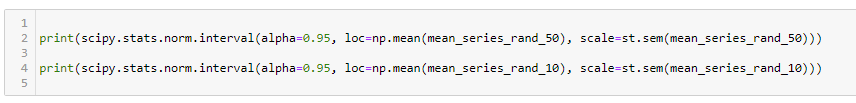 1
2 print(scipy.stats.norm.interval(alpha=0.95, loc=np.mean(mean_series_rand_50), scale=st.sem(mean_series_rand_50)))
3
4 print(scipy.stats.norm.interval(alpha=0.95, loc=np.mean(mean_series_rand_10), scale=st.sem(mean_series_rand_10)))
5